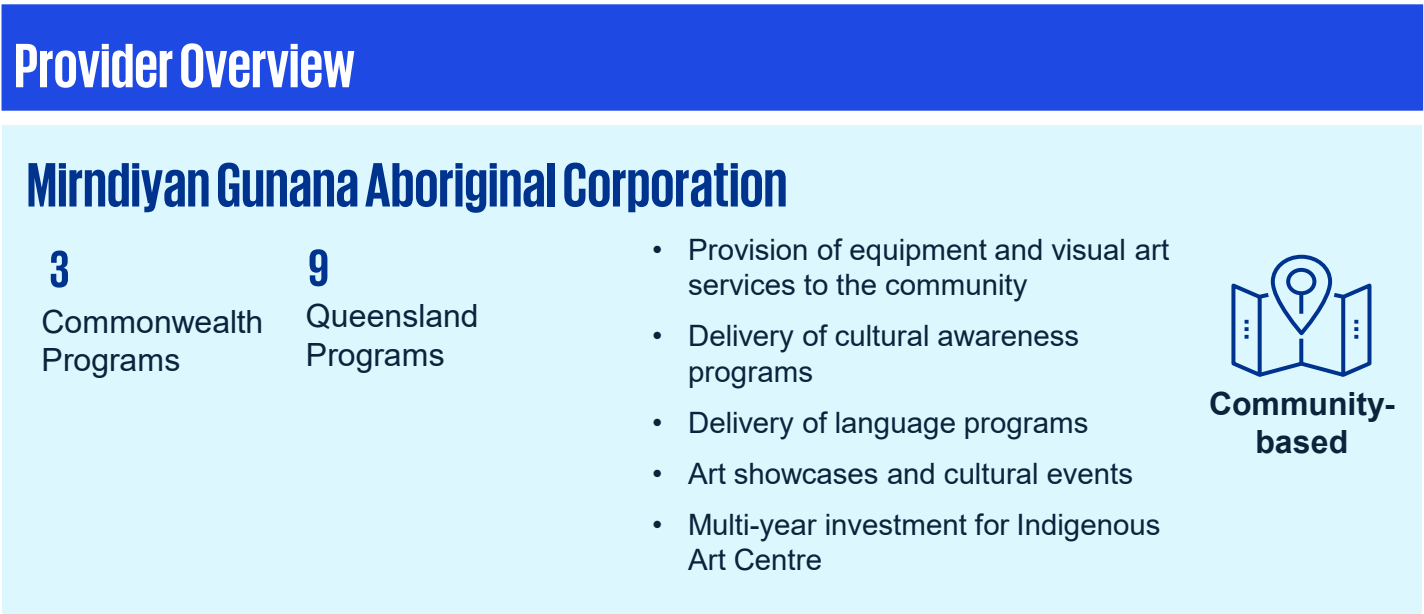 Provider Overview
Mirndiyan Gunana Aboriginal Corporation
3
Commonwealth
Programs
9
Queensland
Programs
• Provision of equipment and visual art
services to the community
• Delivery of cultural awareness
programs
• Delivery of language programs
• Art showcases and cultural events
• Multi-year investment for Indigenous
Art Centre
Community-
based